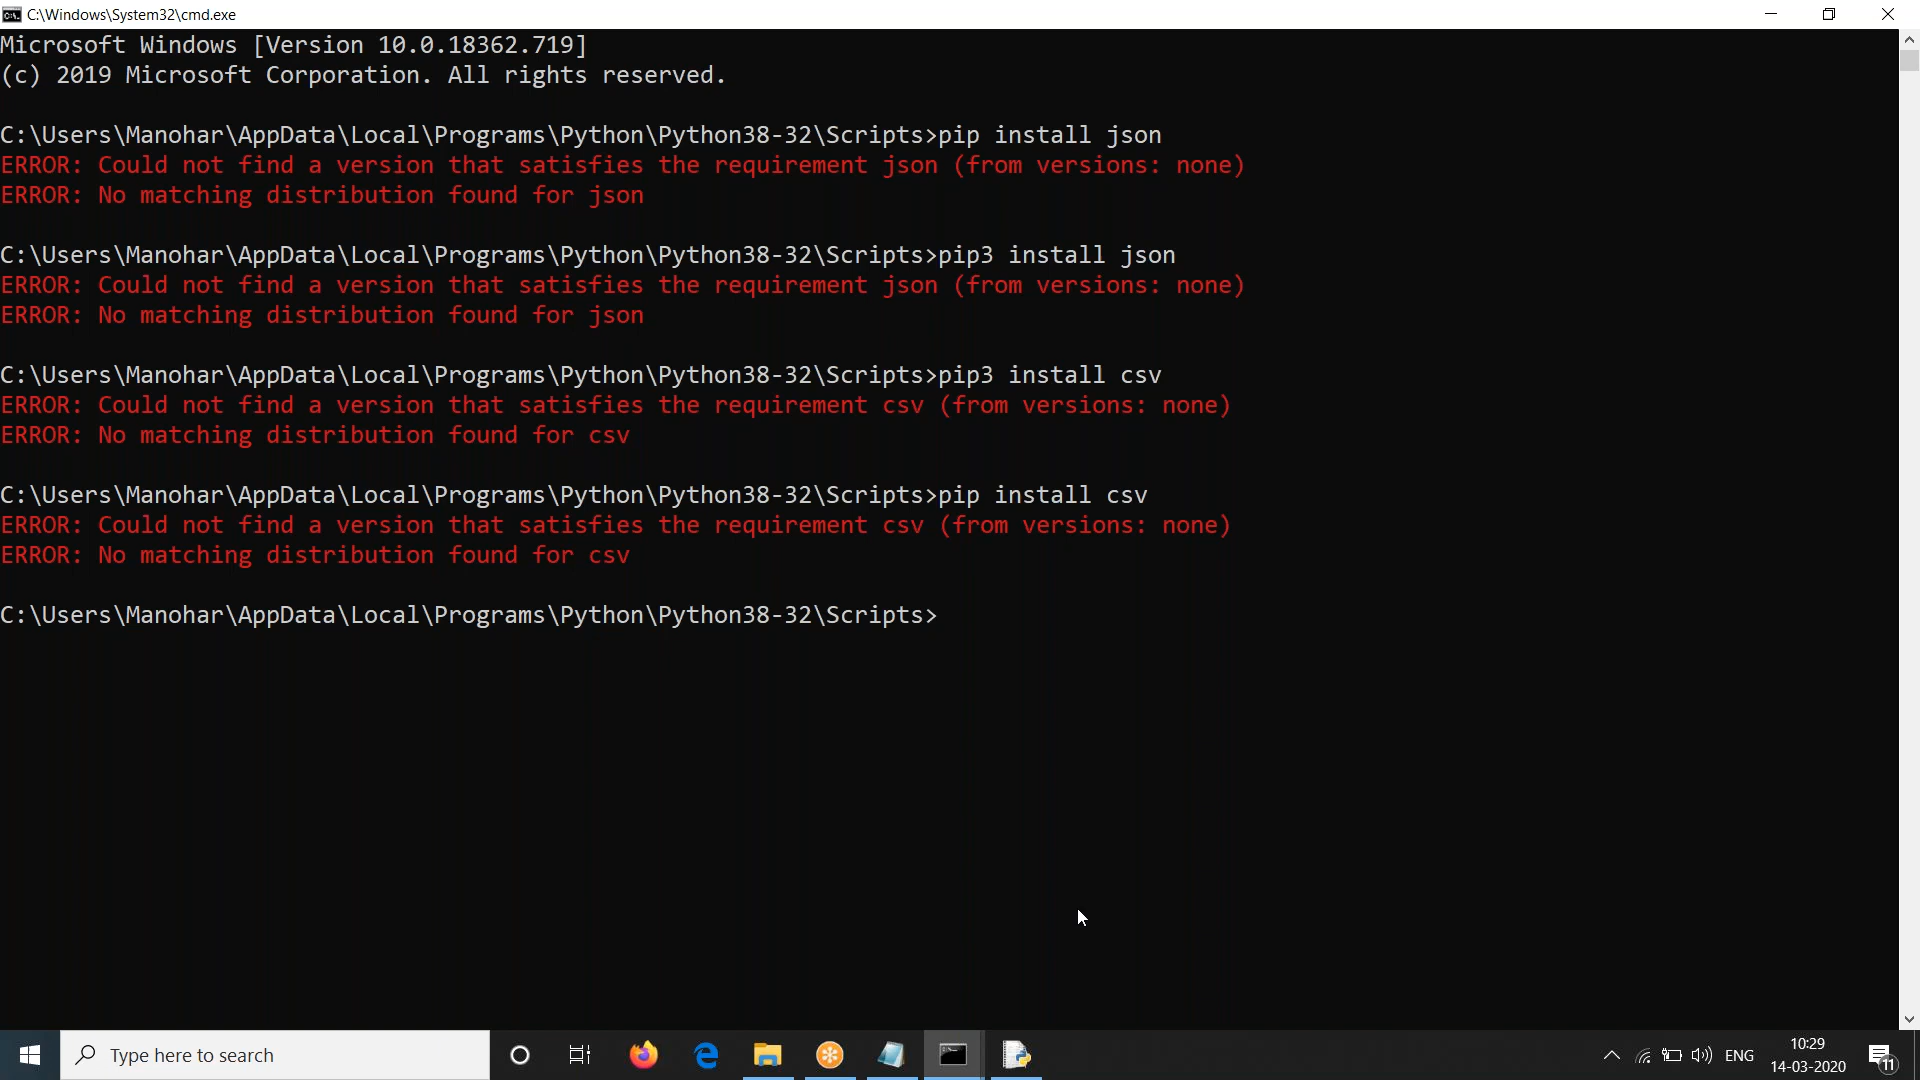 C:\Windows\System32\cmd.exe
Microsoft Windows [Version 10.0.18362.719]
(c) 2019 Microsoft Corporation. All rights reserved.
C:\Users\Manohar\AppData\Local\Programs\Python\Python38-32\Scripts>pip install json
ERROR: Could not find a version that satisfies the requirement json (from versions: none)
ERROR: No matching distribution found for json
C:\Users\Manohar\AppData\Local\Programs\Python\Python38-32\Scripts>pip3 install json
ERROR: Could not find a version that satisfies the requirement json (from versions: none)
ERROR: No matching distribution found for json
C:\Users\Manohar\AppData\Local\Programs\Python\Python38-32\Scripts>pip3 install csv
ERROR: Could not find a version that satisfies the requirement csv (from versions: none)
ERROR: No matching distribution found for csv
C:\Users\Manohar\AppData\Local\Programs\Python\Python38-32\Scripts>pip install csv
ERROR: Could not find a version that satisfies the requirement csv (from versions: none)
ERROR: No matching distribution found for csv
C:\Users\Manohar\AppData\Local\Programs\Python\Python38-32\Scripts>
Type here to search
ENG
10:29
14-03-2020
11